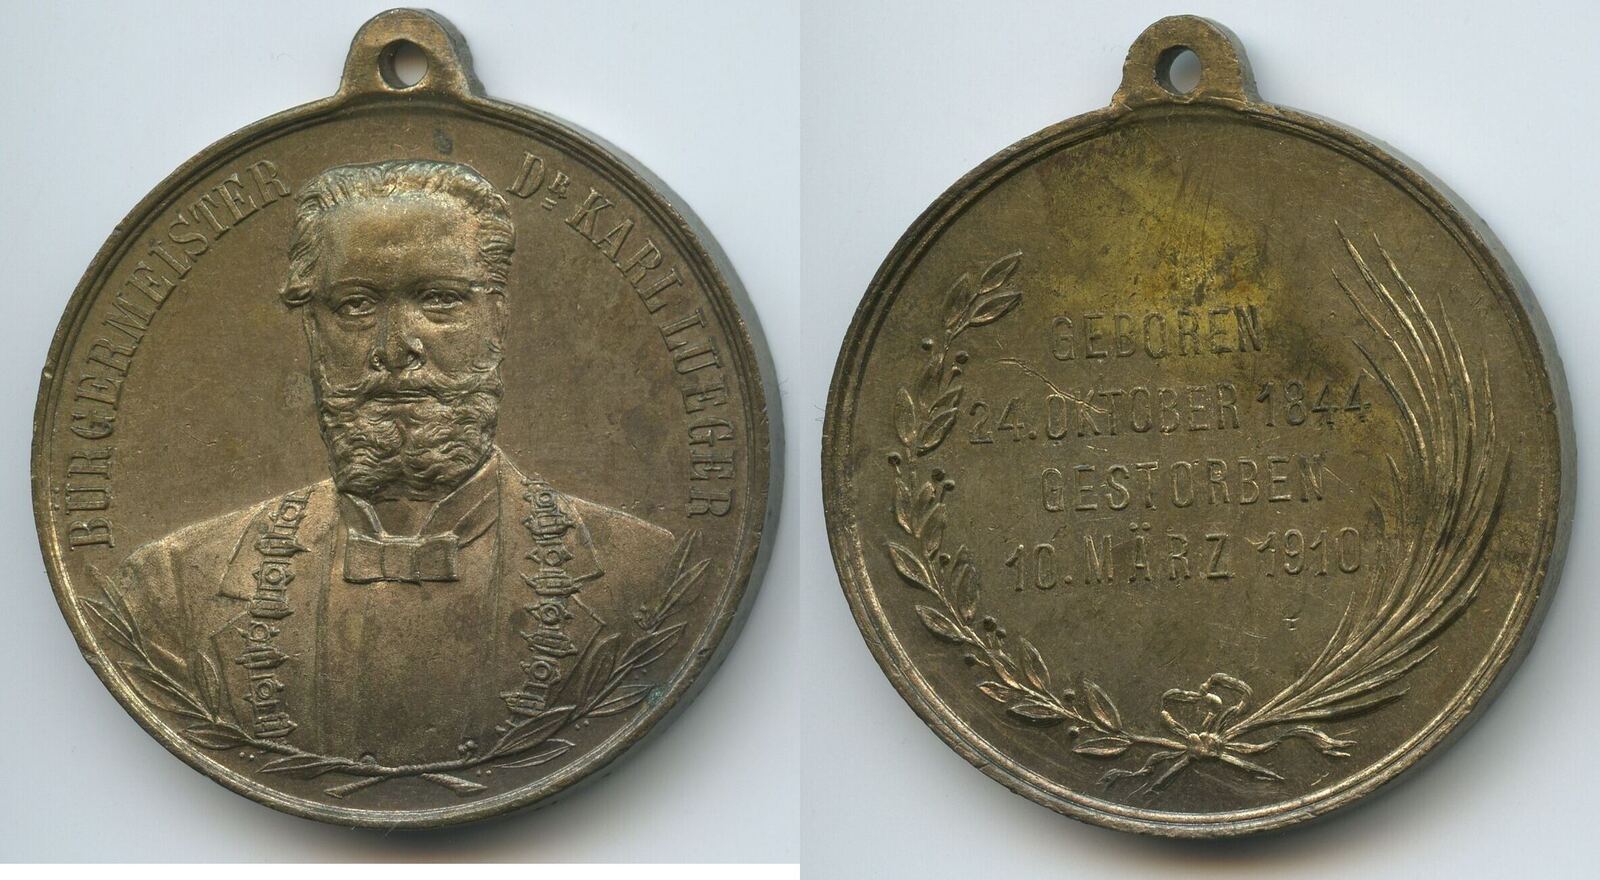 BÜRGERMEISTER DR KARL LUEGER
GEBOREN
24. OKTOBER 1844
GESTORBEN
10. MÄRZ 1910